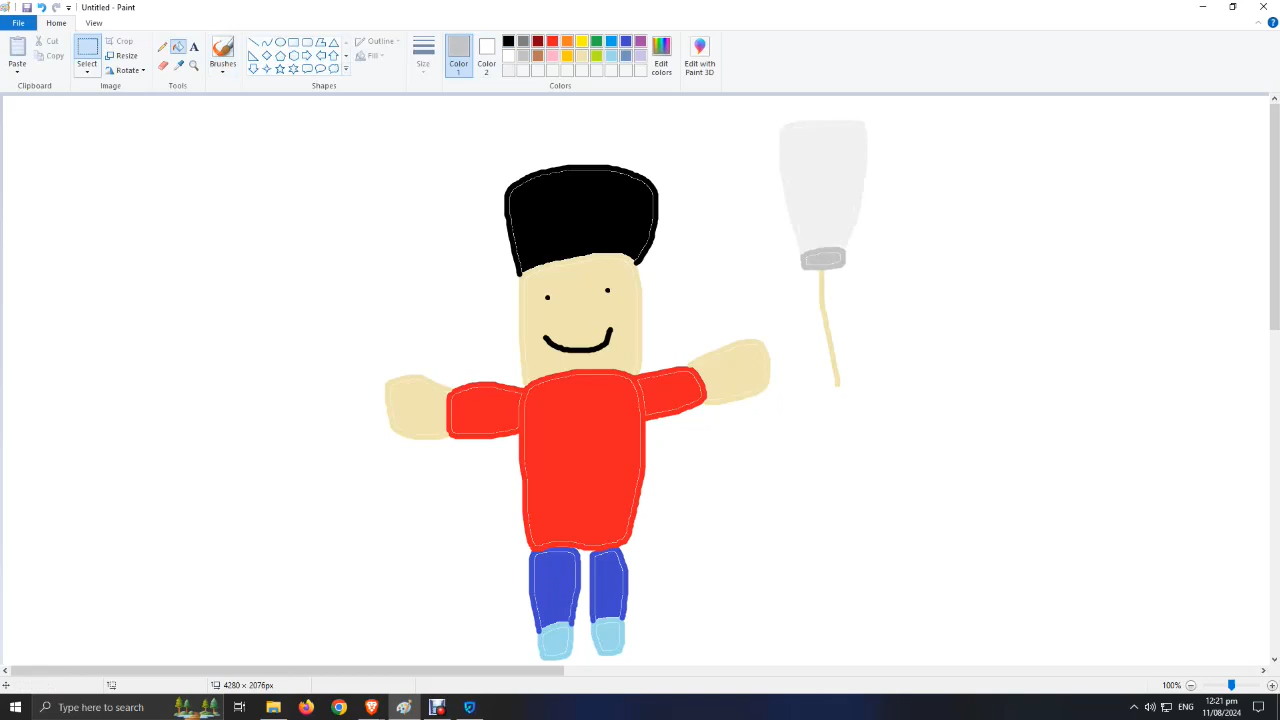 Untitled - Paint
File Home View
Paste
Cut
Copy
Clipboard
Select
Crop
Resize
Rotate
Image
A
Tools
Brushes
Outline
Fill
Shapes
Size
Color 1
Color 2
Edit colors
Colors
Edit with Paint 3D
4280 × 2076px
100%
Type here to search
ENG
12:21 pm
11/08/2024